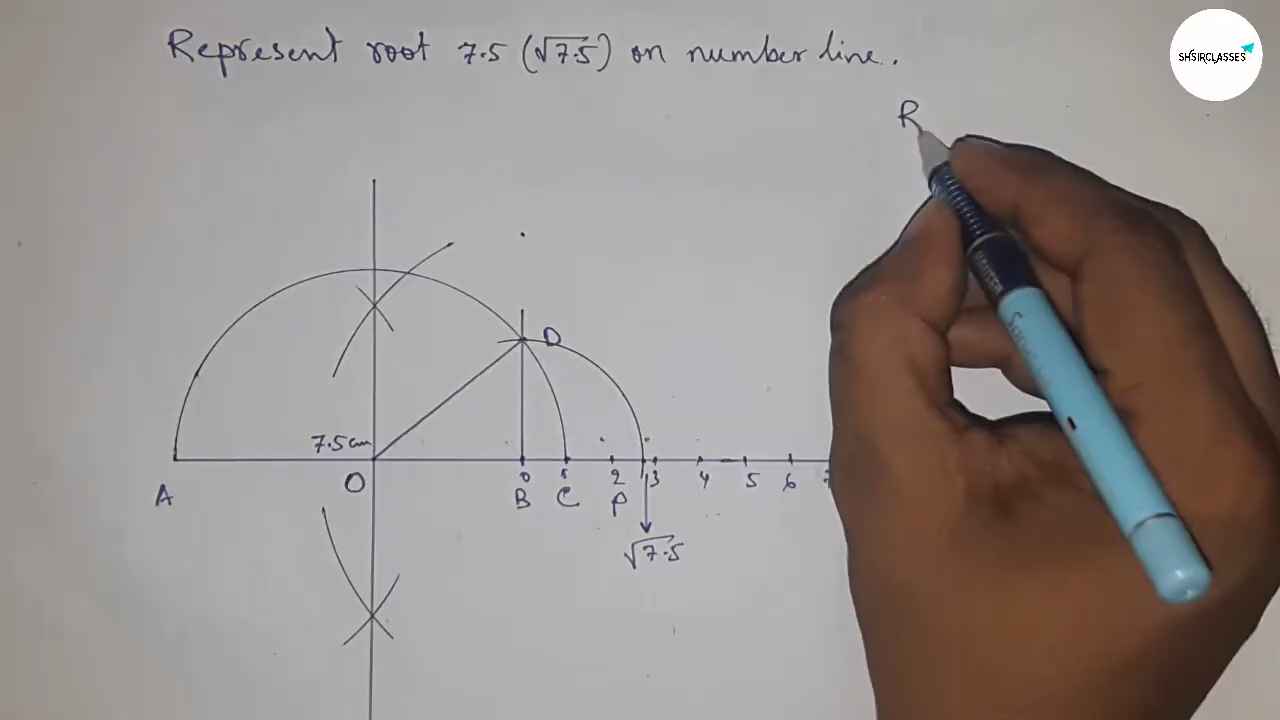 Represent root 7.5 (√7.5) on number line.
SHSIRCLASSES
R
D
7.5cm
O
A
0 1 2 3 4 5 6
B C P
√7.5